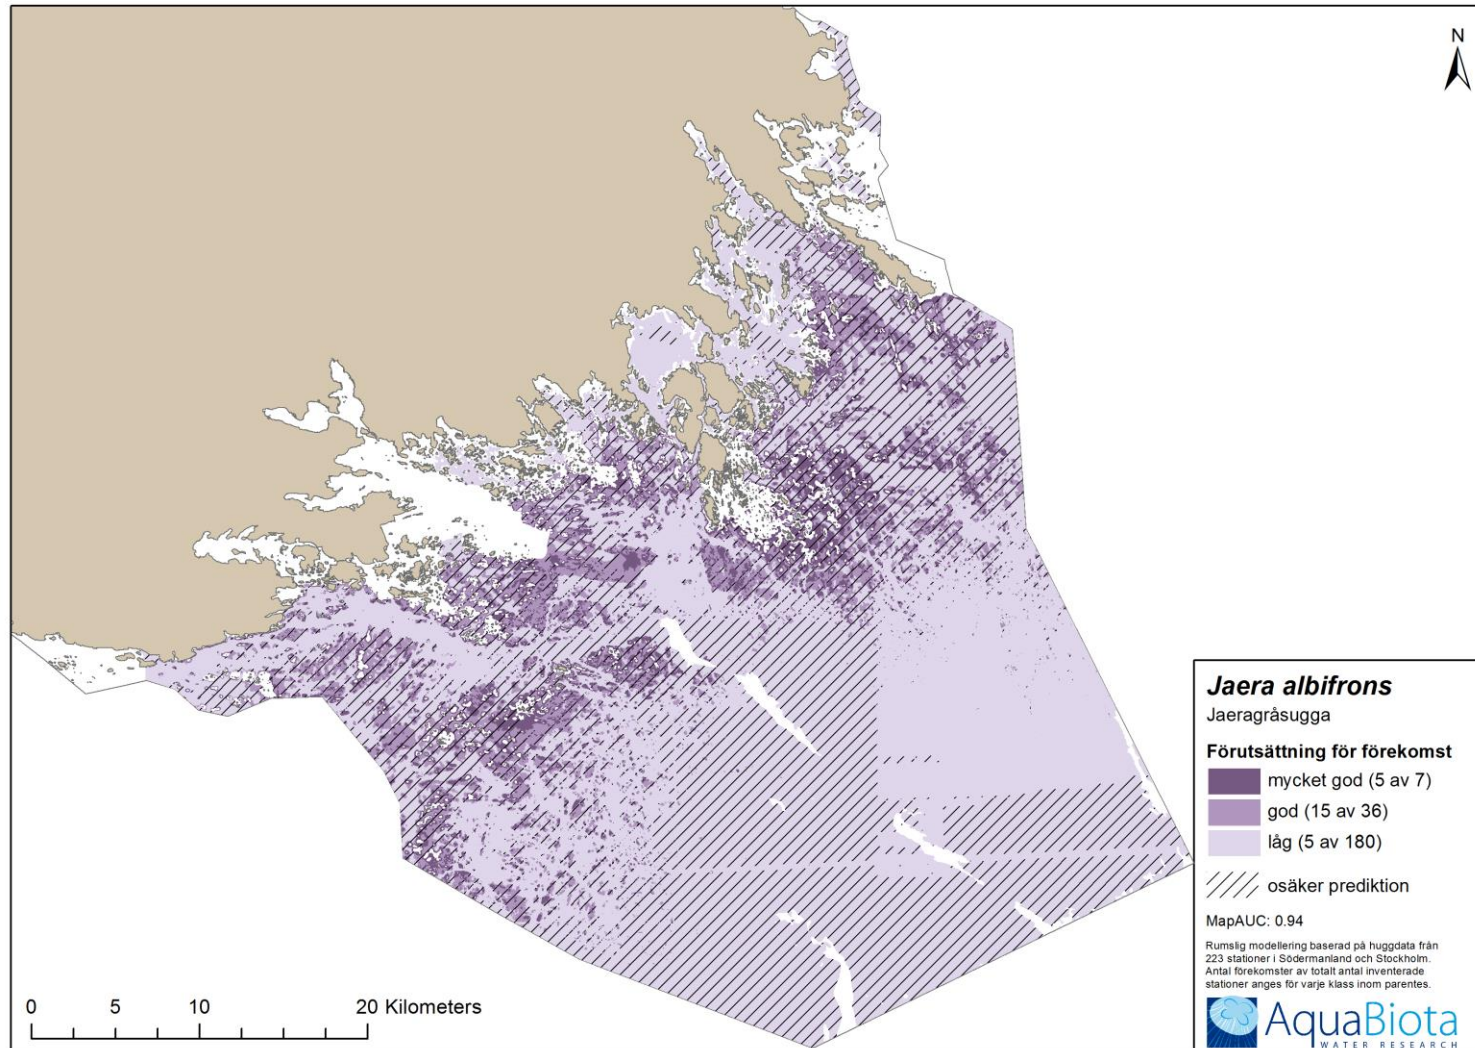 N
Jaera albifrons
Jaeragråsugga
Förutsättning för förekomst
mycket god (5 av 7)
god (15 av 36)
låg (5 av 180)
osäker prediktion
MapAUC: 0.94
Rumslig modellering baserad på huggdata från
223 stationer i Södermanland och Stockholm.
Antal förekomster av totalt antal inventerade
stationer anges för varje klass inom parentes.
AquaBiota
WATER RESEARCH
0 5 10 20 Kilometers